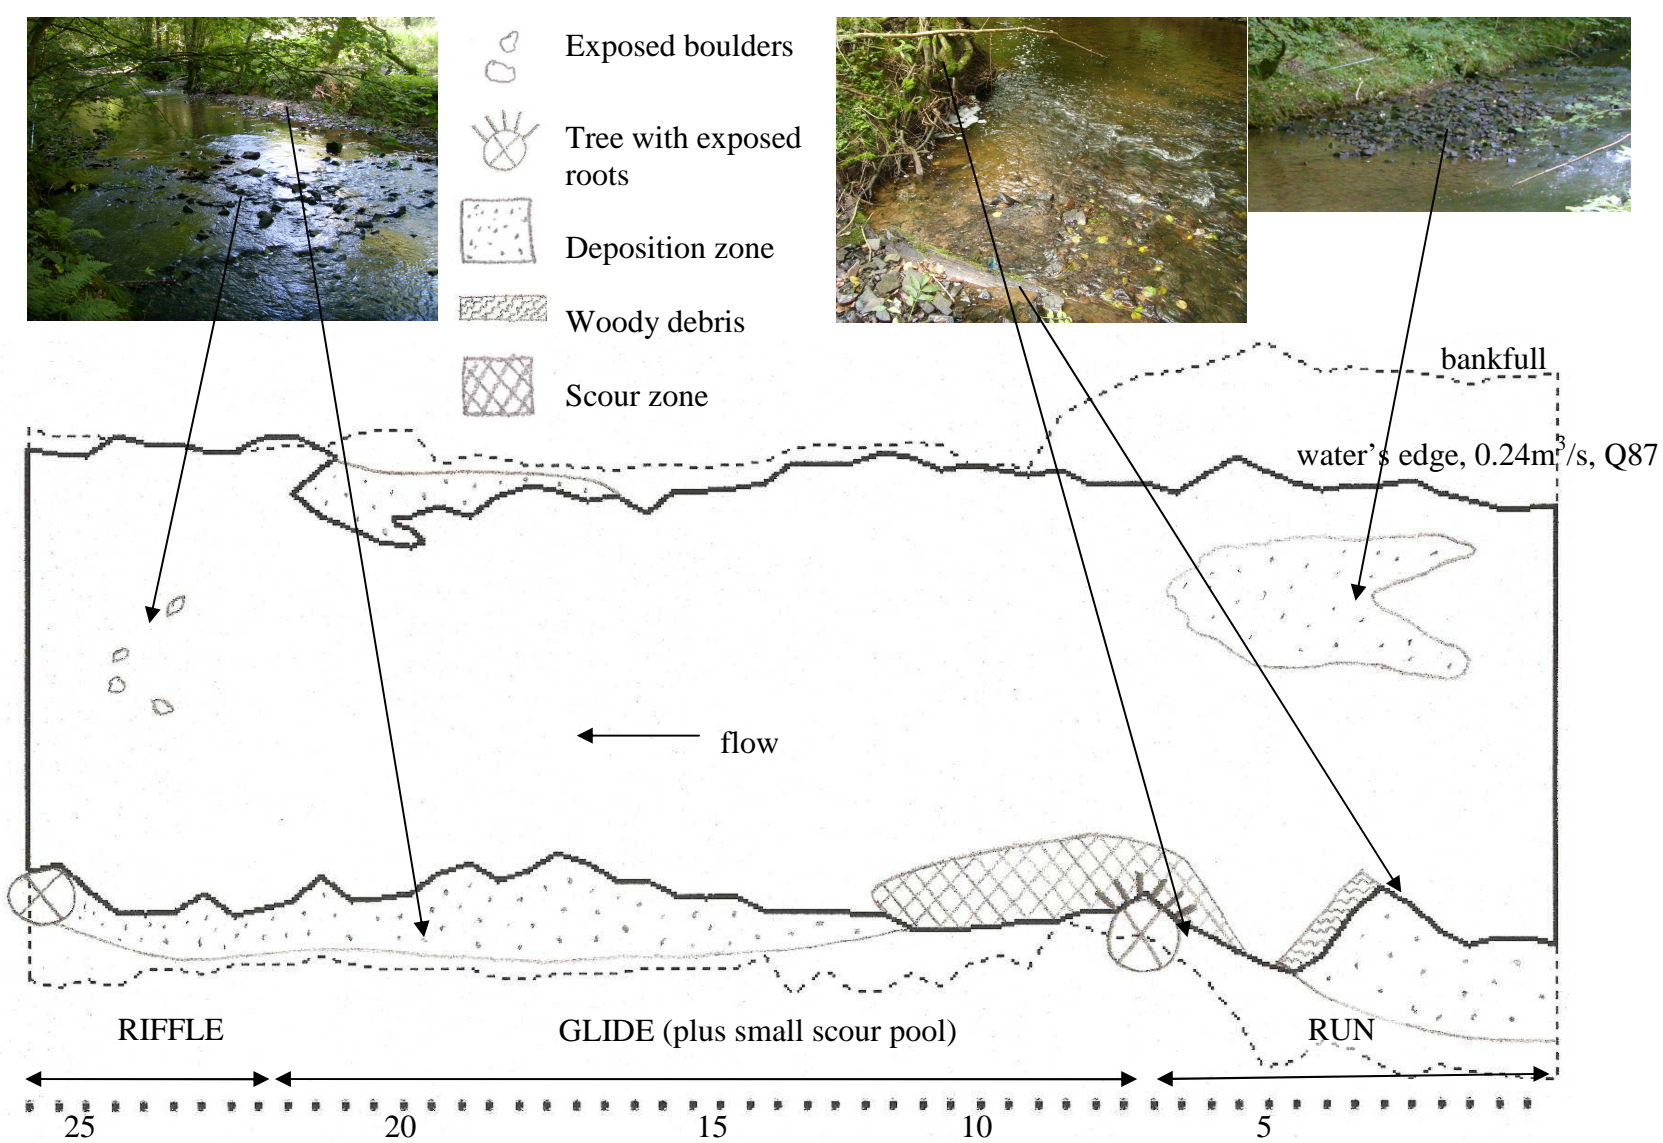 Exposed boulders
Tree with exposed
roots
Deposition zone
Woody debris
Scour zone
bankfull
water's edge, 0.24m³/s, Q87
flow
RIFFLE
GLIDE (plus small scour pool)
RUN
25
20
15
10
5